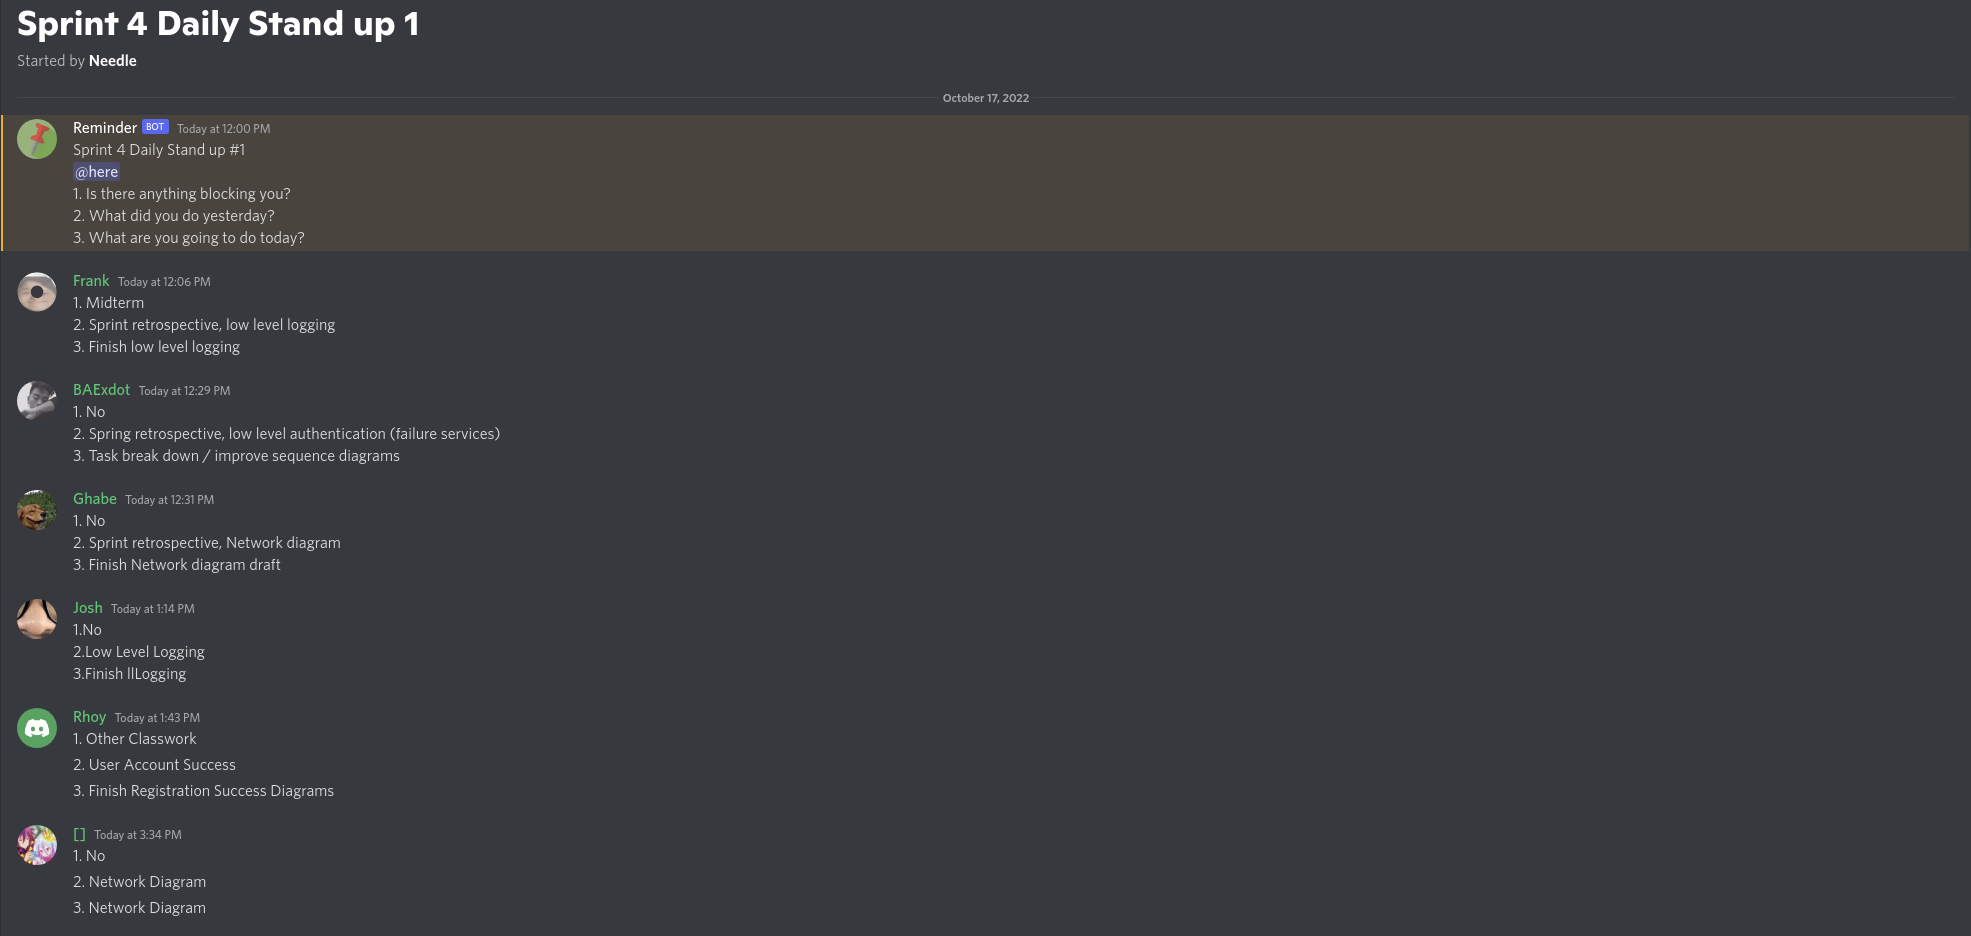 Sprint 4 Daily Stand up 1
Started by Needle
October 17, 2022
Reminder BOT Today at 12:00 PM
Sprint 4 Daily Stand up #1
@here
1. Is there anything blocking you?
2. What did you do yesterday?
3. What are you going to do today?
Frank Today at 12:06 PM
1. Midterm
2. Sprint retrospective, low level logging
3. Finish low level logging
BAExdot Today at 12:29 PM
1. No
2. Spring retrospective, low level authentication (failure services)
3. Task break down / improve sequence diagrams
Ghabe Today at 12:31 PM
1. No
2. Sprint retrospective, Network diagram
3. Finish Network diagram draft
Josh Today at 1:14 PM
1.No
2.Low Level Logging
3.Finish llLogging
Rhoy Today at 1:43 PM
1. Other Classwork
2. User Account Success
3. Finish Registration Success Diagrams
[] Today at 3:34 PM
1. No
2. Network Diagram
3. Network Diagram